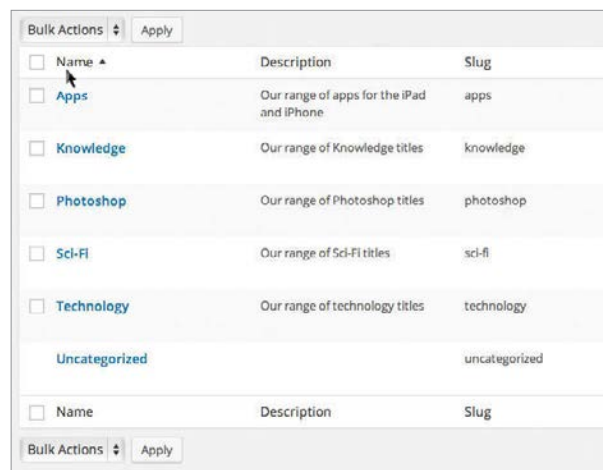 Bulk Actions Apply
Name Description Slug
Apps Our range of apps for the iPad apps
and iPhone
Knowledge Our range of Knowledge titles knowledge
Photoshop Our range of Photoshop titles photoshop
Sci-Fi Our range of Sci-Fi titles sci-fi
Technology Our range of technology titles technology
Uncategorized uncategorized
Name Description Slug
Bulk Actions Apply